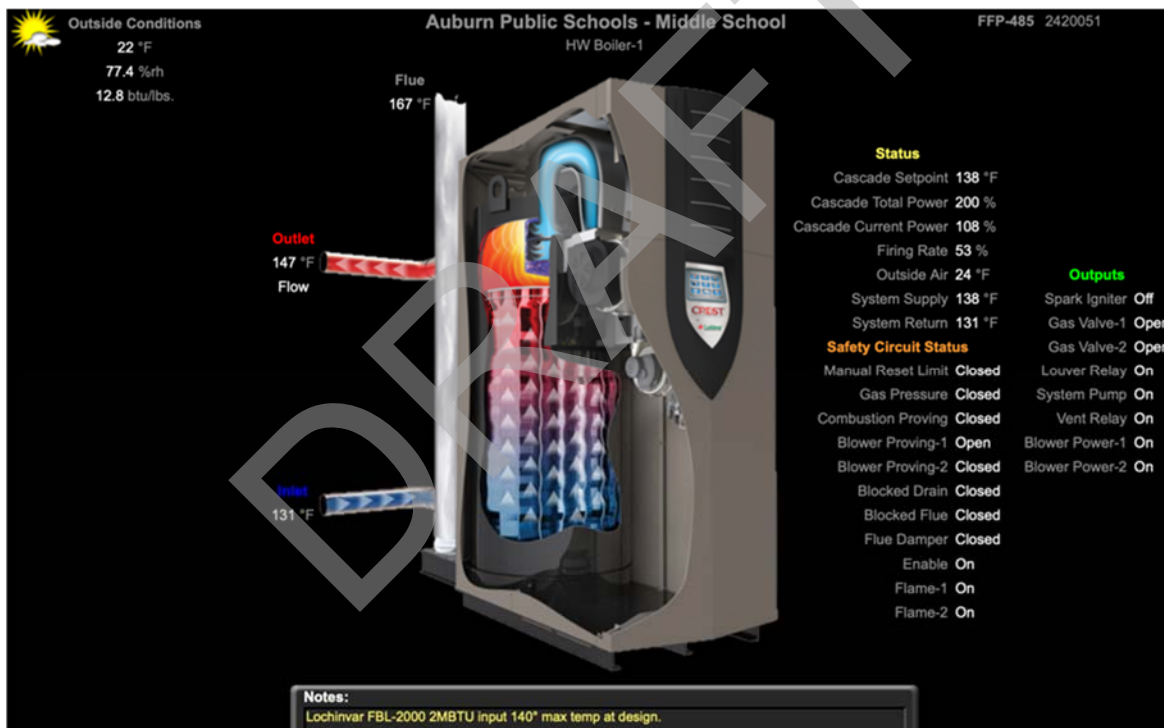 Outside Conditions
22 °F
77.4 %rh
12.8 btu/lbs.
Auburn Public Schools - Middle School
HW Boiler-1
FFP-485 2420051
Flue
167 °F
Outlet
147 °F
Flow
Inlet
131 °F
CREST
Lochinvar
Status
Cascade Setpoint 138 °F
Cascade Total Power 200 %
Cascade Current Power 108 %
Firing Rate 53 %
Outside Air 24 °F
System Supply 138 °F
System Return 131 °F
Safety Circuit Status
Manual Reset Limit Closed
Gas Pressure Closed
Combustion Proving Closed
Blower Proving-1 Open
Blower Proving-2 Closed
Blocked Drain Closed
Blocked Flue Closed
Flue Damper Closed
Enable On
Flame-1 On
Flame-2 On
Outputs
Spark Igniter Off
Gas Valve-1 Open
Gas Valve-2 Open
Louver Relay On
System Pump On
Vent Relay On
Blower Power-1 On
Blower Power-2 On
Notes:
Lochinvar FBL-2000 2MBTU input 140° max temp at design.
DRAFT